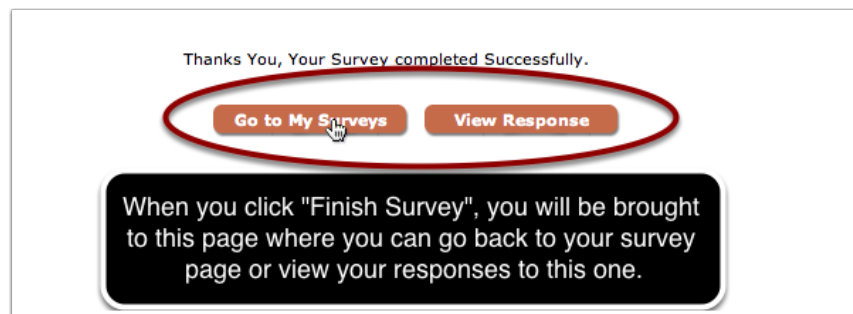 Thanks You, Your Survey completed Successfully.
Go to My Surveys View Response
When you click "Finish Survey", you will be brought
to this page where you can go back to your survey
page or view your responses to this one.